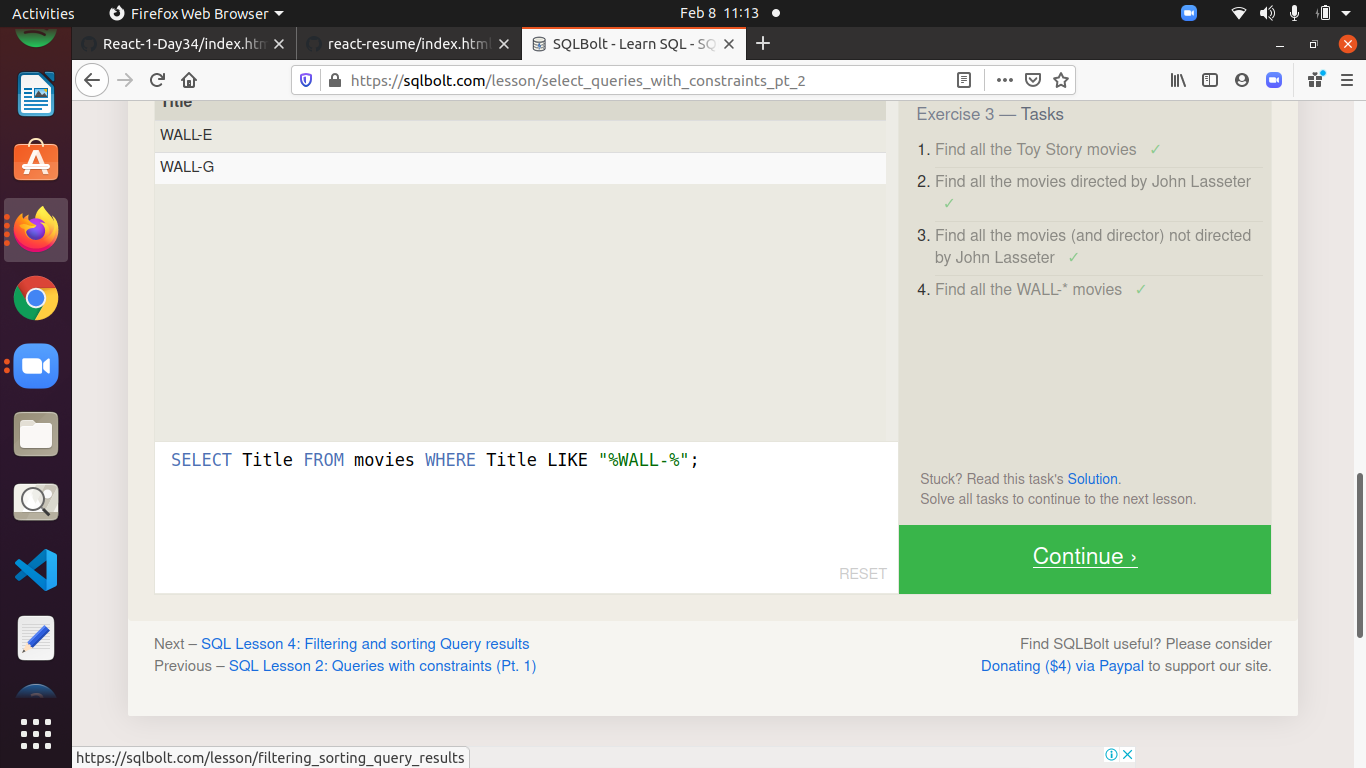 Activities Firefox Web Browser Feb 8 11:13
React-1-Day34/index.htm react-resume/index.html SQLBolt - Learn SQL - SQ
https://sqlbolt.com/lesson/select_queries_with_constraints_pt_2
Title
WALL-E
WALL-G
SELECT Title FROM movies WHERE Title LIKE "%WALL-%";
RESET
Exercise 3 — Tasks
1. Find all the Toy Story movies ✓
2. Find all the movies directed by John Lasseter
✓
3. Find all the movies (and director) not directed
by John Lasseter ✓
4. Find all the WALL-* movies ✓
Stuck? Read this task's Solution.
Solve all tasks to continue to the next lesson.
Continue ›
Next – SQL Lesson 4: Filtering and sorting Query results
Previous – SQL Lesson 2: Queries with constraints (Pt. 1)
Find SQLBolt useful? Please consider
Donating ($4) via Paypal to support our site.
https://sqlbolt.com/lesson/filtering_sorting_query_results